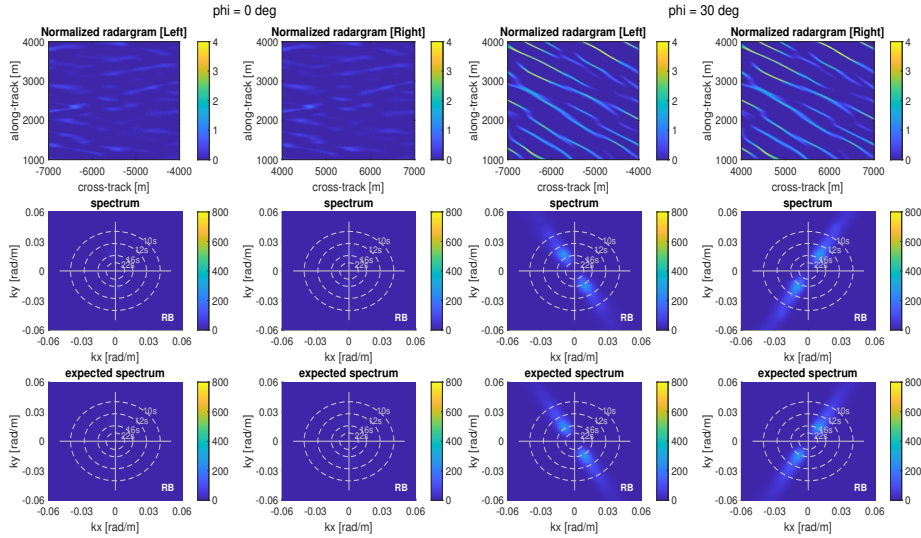 phi = 0 deg
phi = 30 deg
Normalized radargram [Left]
Normalized radargram [Right]
Normalized radargram [Left]
Normalized radargram [Right]
4000
3000
2000
1000
along-track [m]
-7000 -6000 -5000 -4000
cross-track [m]
4
3
2
1
0
4000
3000
2000
1000
along-track [m]
4000 5000 6000 7000
cross-track [m]
4
3
2
1
0
4000
3000
2000
1000
along-track [m]
-7000 -6000 -5000 -4000
cross-track [m]
4
3
2
1
0
4000
3000
2000
1000
along-track [m]
4000 5000 6000 7000
cross-track [m]
4
3
2
1
0
spectrum
0.06
0.03
0
-0.03
-0.06
ky [rad/m]
10s
12s
16s
22s
RB
-0.06 -0.03 0 0.03 0.06
kx [rad/m]
800
600
400
200
0
spectrum
0.06
0.03
0
-0.03
-0.06
ky [rad/m]
10s
12s
16s
22s
RB
-0.06 -0.03 0 0.03 0.06
kx [rad/m]
800
600
400
200
0
spectrum
0.06
0.03
0
-0.03
-0.06
ky [rad/m]
10s
12s
16s
22s
RB
-0.06 -0.03 0 0.03 0.06
kx [rad/m]
800
600
400
200
0
spectrum
0.06
0.03
0
-0.03
-0.06
ky [rad/m]
10s
12s
16s
22s
RB
-0.06 -0.03 0 0.03 0.06
kx [rad/m]
800
600
400
200
0
expected spectrum
0.06
0.03
0
-0.03
-0.06
ky [rad/m]
10s
12s
16s
22s
RB
-0.06 -0.03 0 0.03 0.06
kx [rad/m]
800
600
400
200
0
expected spectrum
0.06
0.03
0
-0.03
-0.06
ky [rad/m]
10s
12s
16s
22s
RB
-0.06 -0.03 0 0.03 0.06
kx [rad/m]
800
600
400
200
0
expected spectrum
0.06
0.03
0
-0.03
-0.06
ky [rad/m]
10s
12s
16s
22s
RB
-0.06 -0.03 0 0.03 0.06
kx [rad/m]
800
600
400
200
0
expected spectrum
0.06
0.03
0
-0.03
-0.06
ky [rad/m]
10s
12s
16s
22s
RB
-0.06 -0.03 0 0.03 0.06
kx [rad/m]
800
600
400
200
0